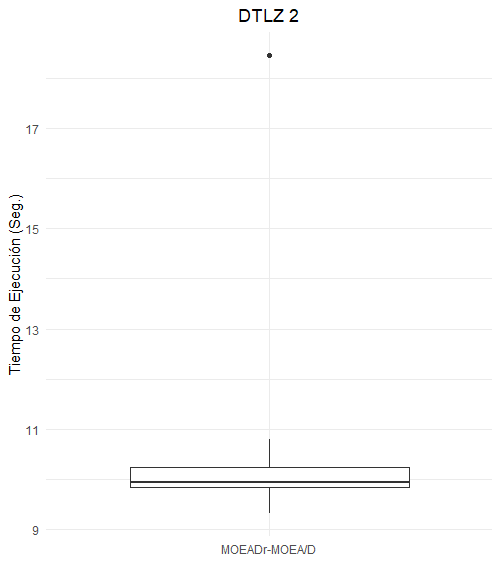 DTLZ 2
Tiempo de Ejecución (Seg.)
17
15
13
11
9
MOEADr-MOEA/D